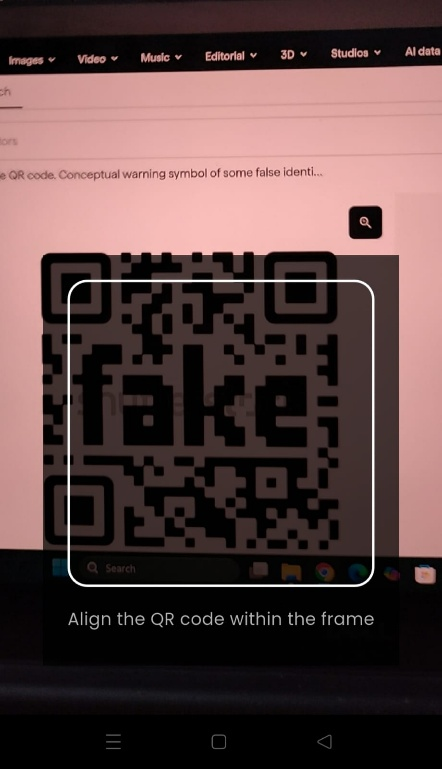 Images Video Music Editorial 3D Studios AI data
ch
ors
e QR code. Conceptual warning symbol of some false identi...
fake
Search
Align the QR code within the frame